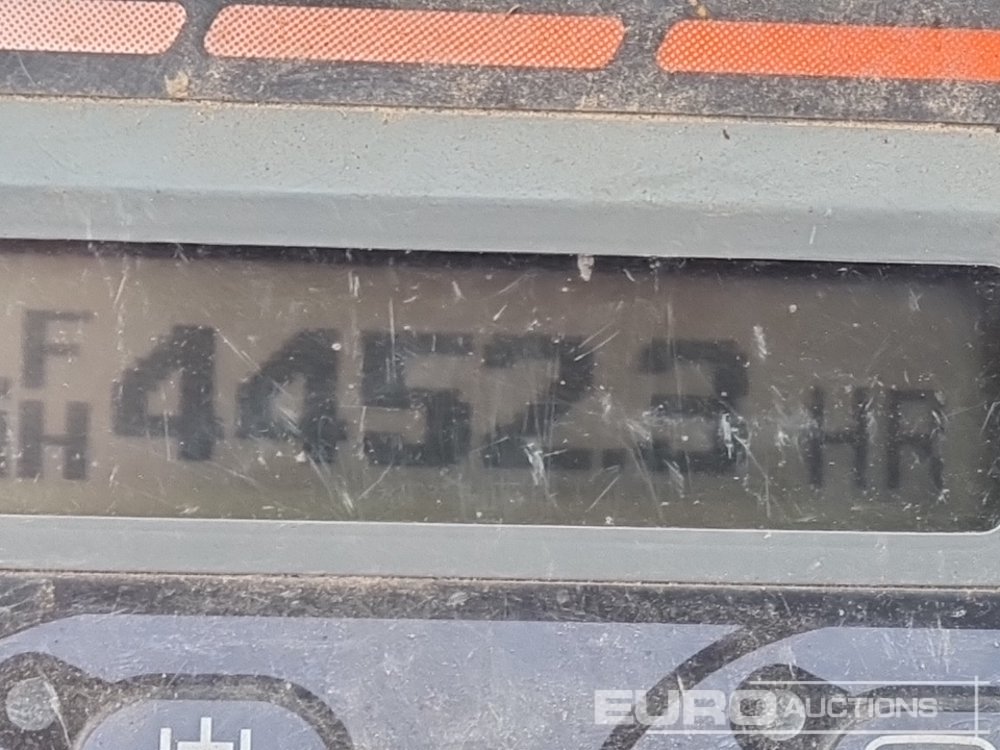 F
H 4452.3 HR
EURO AUCTIONS